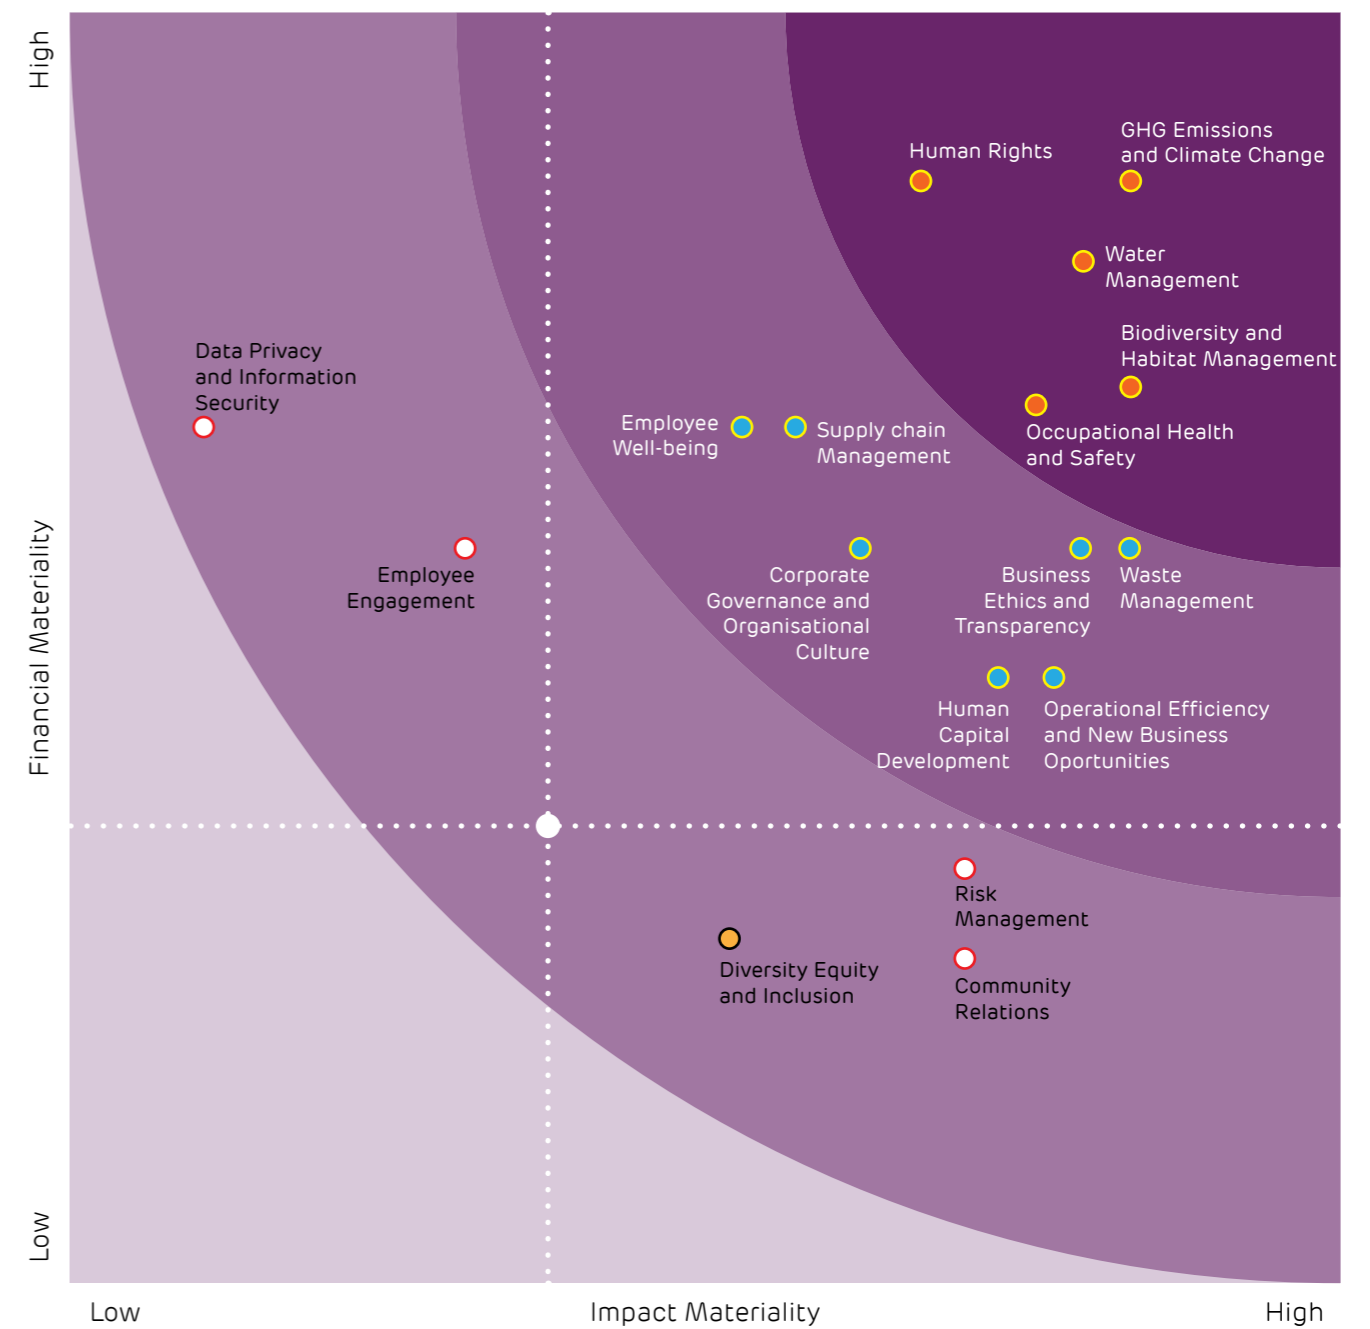 High
GHG Emissions
and Climate Change
Human Rights
Water
Management
Biodiversity and
Habitat Management
Data Privacy
and Information
Security
Employee
Well-being
Supply chain
Management
Occupational Health
and Safety
Financial Materiality
Employee
Engagement
Corporate
Governance and
Organisational
Culture
Business
Ethics and
Transparency
Waste
Management
Human
Capital
Development
Operational Efficiency
and New Business
Oportunities
Risk
Management
Diversity Equity
and Inclusion
Community
Relations
Low
Low
Impact Materiality
High